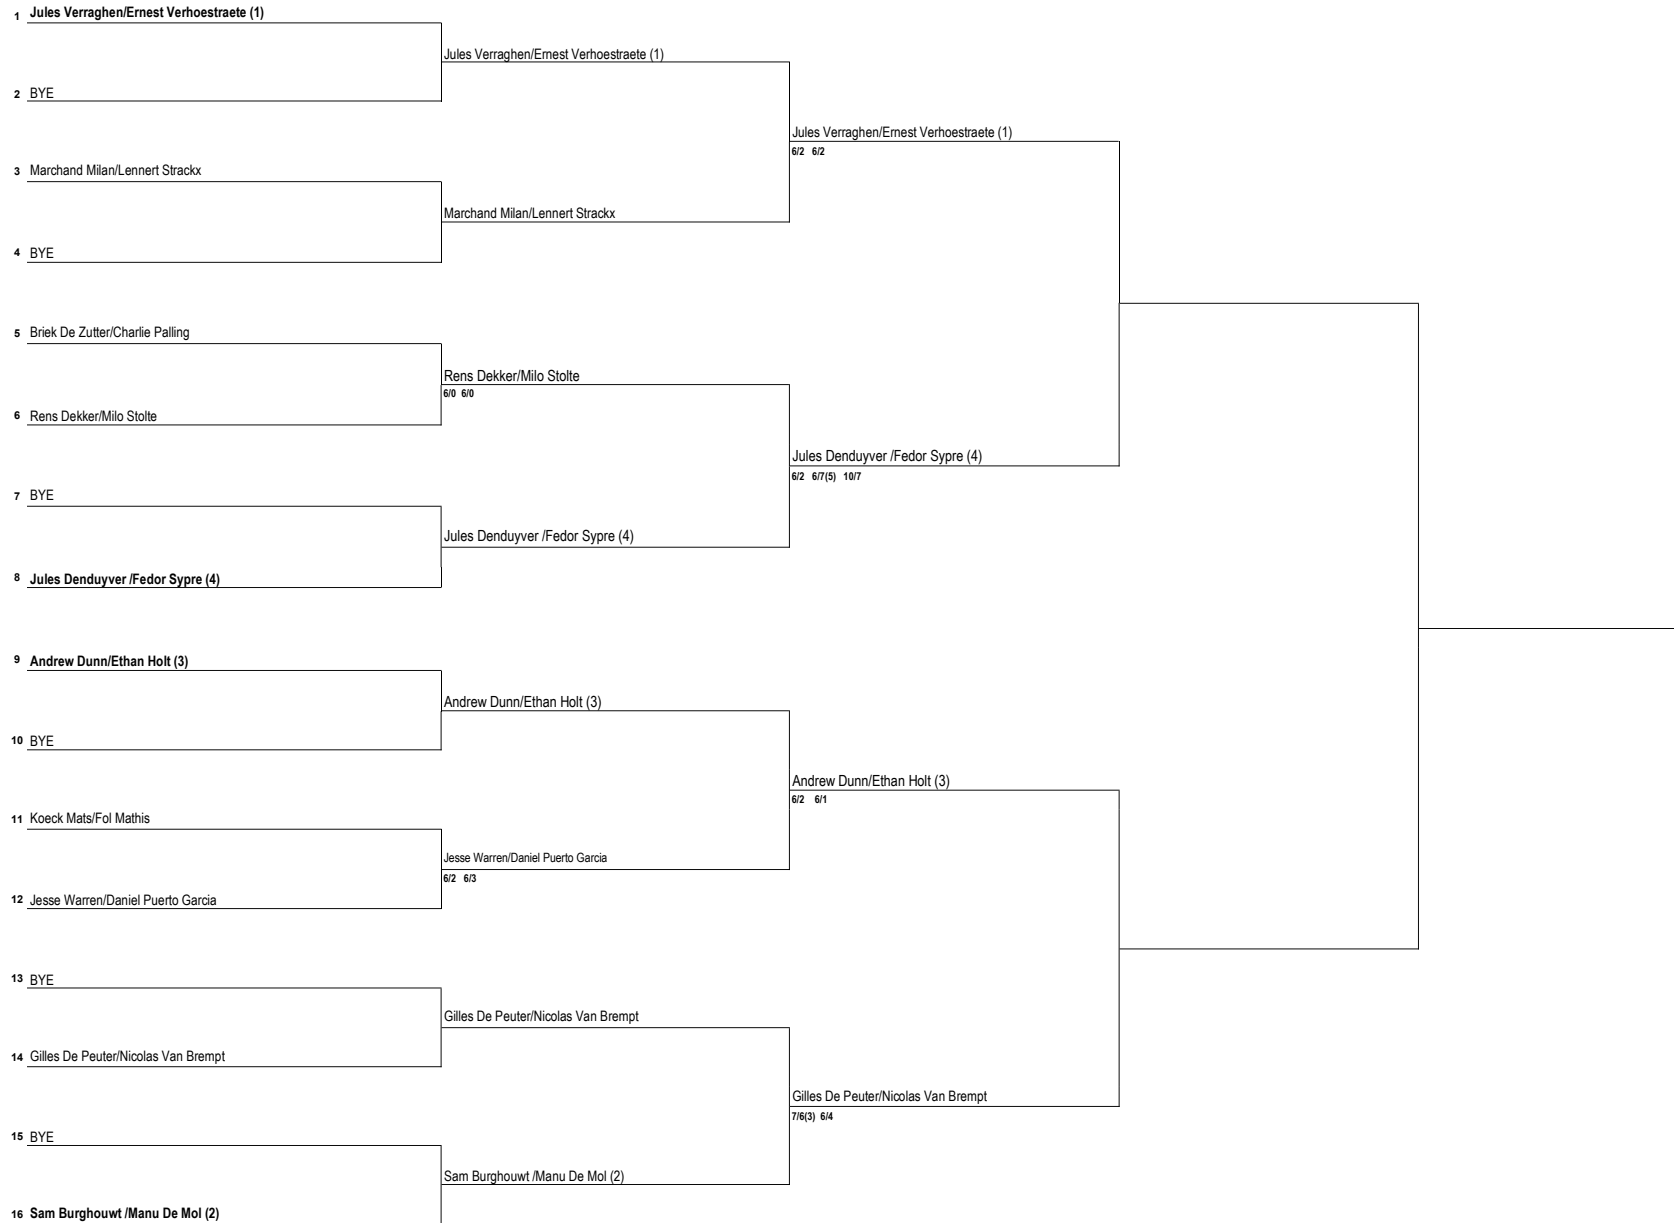 1 Jules Verraghen/Ernest Verhoestraete (1)
Jules Verraghen/Ernest Verhoestraete (1)
2 BYE
Jules Verraghen/Ernest Verhoestraete (1)
6/2 6/2
3 Marchand Milan/Lennert Strackx
Marchand Milan/Lennert Strackx
4 BYE
5 Briek De Zutter/Charlie Palling
Rens Dekker/Milo Stolte
6/0 6/0
6 Rens Dekker/Milo Stolte
Jules Denduyver /Fedor Sypre (4)
6/2 6/7(5) 10/7
7 BYE
Jules Denduyver /Fedor Sypre (4)
8 Jules Denduyver /Fedor Sypre (4)
9 Andrew Dunn/Ethan Holt (3)
Andrew Dunn/Ethan Holt (3)
10 BYE
Andrew Dunn/Ethan Holt (3)
6/2 6/1
11 Koeck Mats/Fol Mathis
Jesse Warren/Daniel Puerto Garcia
6/2 6/3
12 Jesse Warren/Daniel Puerto Garcia
13 BYE
Gilles De Peuter/Nicolas Van Brempt
14 Gilles De Peuter/Nicolas Van Brempt
Gilles De Peuter/Nicolas Van Brempt
7/6(3) 6/4
15 BYE
Sam Burghouwt /Manu De Mol (2)
16 Sam Burghouwt /Manu De Mol (2)